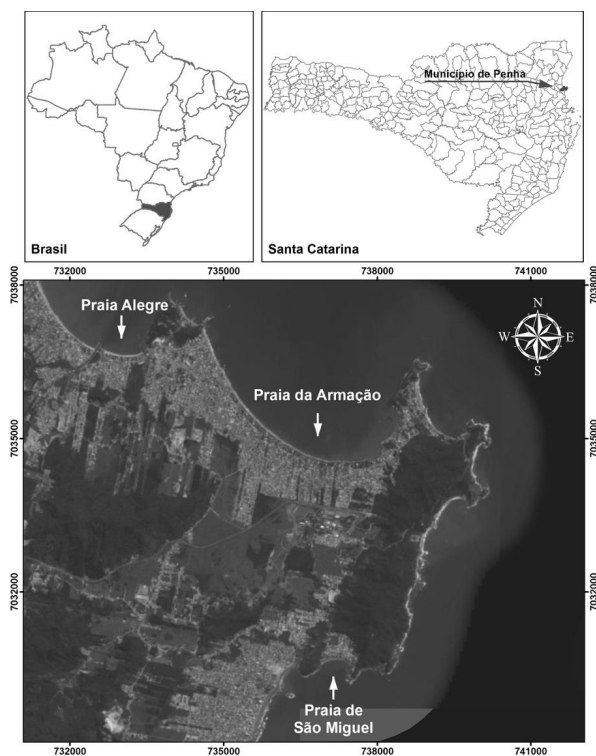 Município de Penha
Brasil
Santa Catarina
732000
735000
738000
741000
7038000
7038000
Praia Alegre
N
W
E
S
Praia da Armação
7035000
7035000
7032000
7032000
Praia de
São Miguel
732000
735000
738000
741000